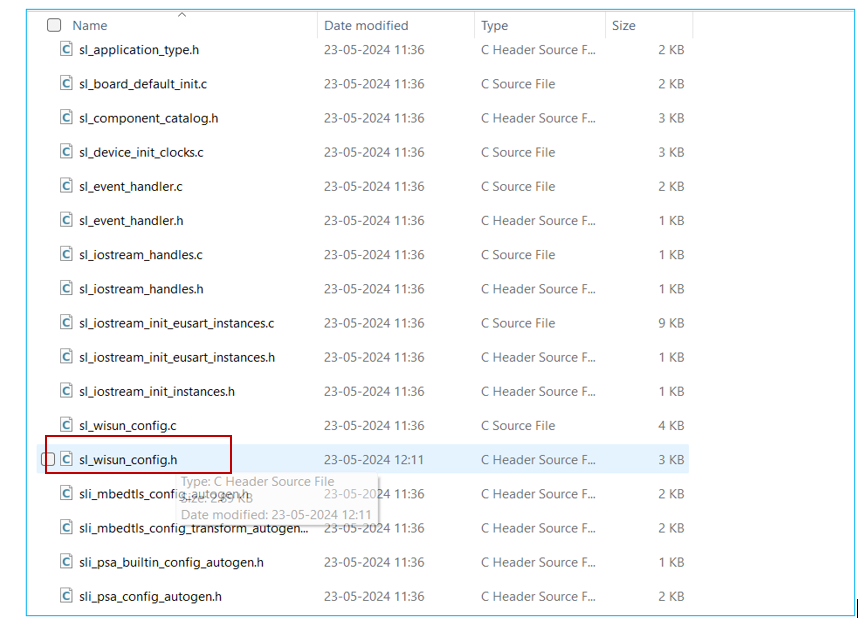 Name Date modified Type Size
sl_application_type.h 23-05-2024 11:36 C Header Source F... 2 KB
sl_board_default_init.c 23-05-2024 11:36 C Source File 2 KB
sl_component_catalog.h 23-05-2024 11:36 C Header Source F... 3 KB
sl_device_init_clocks.c 23-05-2024 11:36 C Source File 3 KB
sl_event_handler.c 23-05-2024 11:36 C Source File 2 KB
sl_event_handler.h 23-05-2024 11:36 C Header Source F... 1 KB
sl_iostream_handles.c 23-05-2024 11:36 C Source File 1 KB
sl_iostream_handles.h 23-05-2024 11:36 C Header Source F... 1 KB
sl_iostream_init_eusart_instances.c 23-05-2024 11:36 C Source File 9 KB
sl_iostream_init_eusart_instances.h 23-05-2024 11:36 C Header Source F... 1 KB
sl_iostream_init_instances.h 23-05-2024 11:36 C Header Source F... 1 KB
sl_wisun_config.c 23-05-2024 11:36 C Source File 4 KB
sl_wisun_config.h 23-05-2024 12:11 C Header Source F... 3 KB
Type: C Header Source File
sli_mbedtls_config_autogen.h 23-05-2024 11:36 C Header Source F... 2 KB
Size: 2.89 KB
Date modified: 23-05-2024 12:11
sli_mbedtls_config_transform_autogen... 23-05-2024 11:36 C Header Source F... 2 KB
sli_psa_builtin_config_autogen.h 23-05-2024 11:36 C Header Source F... 1 KB
sli_psa_config_autogen.h 23-05-2024 11:36 C Header Source F... 2 KB